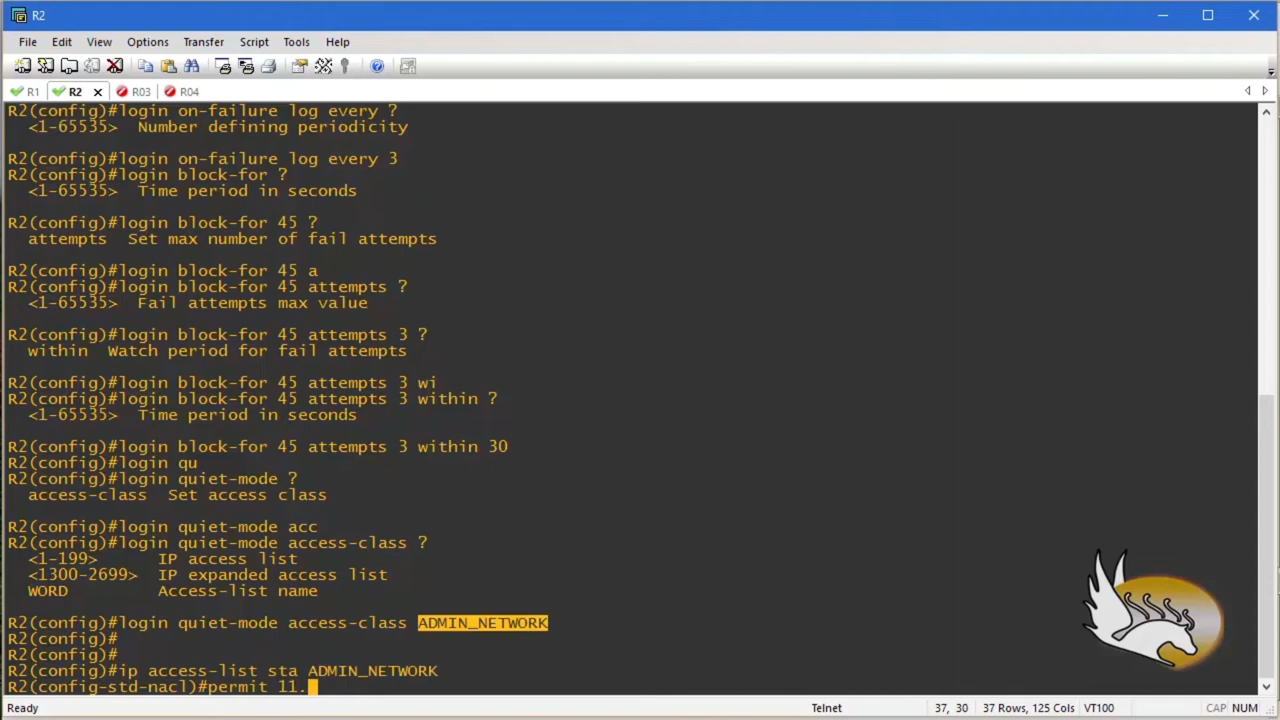 R2
File Edit View Options Transfer Script Tools Help
R1 R2 R03 R04
R2(config)#login on-failure log every ?
<1-65535> Number defining periodicity
R2(config)#login on-failure log every 3
R2(config)#login block-for ?
<1-65535> Time period in seconds
R2(config)#login block-for 45 ?
attempts Set max number of fail attempts
R2(config)#login block-for 45 a
R2(config)#login block-for 45 attempts ?
<1-65535> Fail attempts max value
R2(config)#login block-for 45 attempts 3 ?
within Watch period for fail attempts
R2(config)#login block-for 45 attempts 3 wi
R2(config)#login block-for 45 attempts 3 within ?
<1-65535> Time period in seconds
R2(config)#login block-for 45 attempts 3 within 30
R2(config)#login qu
R2(config)#login quiet-mode ?
access-class Set access class
R2(config)#login quiet-mode acc
R2(config)#login quiet-mode access-class ?
<1-199> IP access list
<1300-2699> IP expanded access list
WORD Access-list name
R2(config)#login quiet-mode access-class ADMIN_NETWORK
R2(config)#
R2(config)#
R2(config)#ip access-list sta ADMIN_NETWORK
R2(config-std-nacl)#permit 11.
Ready Telnet 37, 30 37 Rows, 125 Cols VT100 CAP NUM